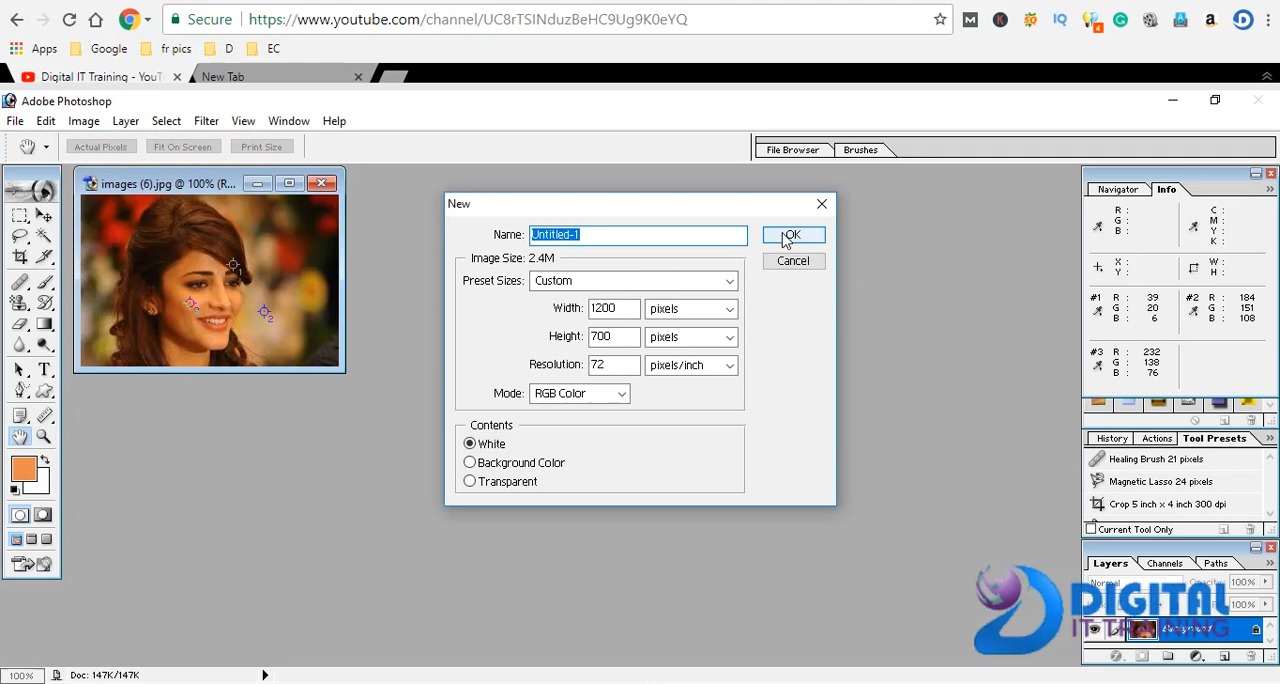 Secure https://www.youtube.com/channel/UC8rTSINduzBeHC9Ug9K0eYQ
Apps Google fr pics D EC
Digital IT Training - YouT New Tab
Adobe Photoshop
File Edit Image Layer Select Filter View Window Help
Actual Pixels Fit On Screen Print Size File Browser Brushes
images (6).jpg @ 100% (R...
New
Name: Untitled-1 OK
Image Size: 2.4M Cancel
Preset Sizes: Custom
Width: 1200 pixels
Height: 700 pixels
Resolution: 72 pixels/inch
Mode: RGB Color
Contents
White
Background Color
Transparent
Navigator Info
R : C :
G : M :
B : Y :
K :
X : W :
Y : H :
#1 R : 39 #2 R : 184
G : 20 G : 151
B : 6 B : 108
#3 R : 232
G : 138
B : 76
History Actions Tool Presets
Healing Brush 21 pixels
Magnetic Lasso 24 pixels
Crop 5 inch x 4 inch 300 dpi
Current Tool Only
Layers Channels Paths
Normal Opacity: 100%
100%
Background
DIGITAL
IT TRAINING
100% Doc: 147K/147K